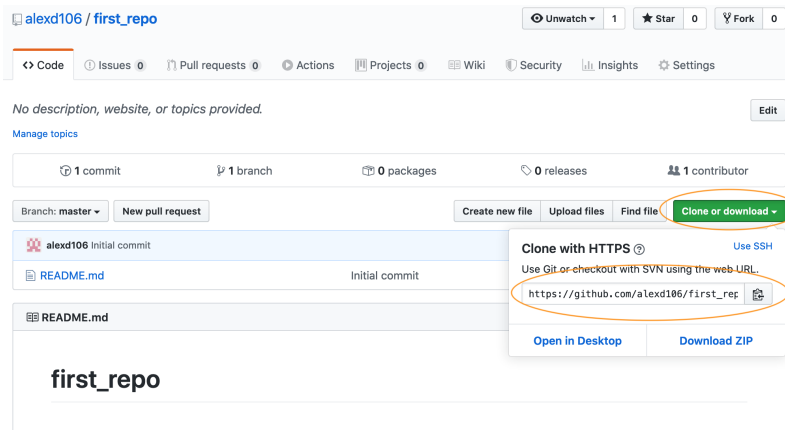 alexd106 / first_repo
Unwatch 1 Star 0 Fork 0
Code Issues 0 Pull requests 0 Actions Projects 0 Wiki Security Insights Settings
No description, website, or topics provided.
Edit
Manage topics
1 commit 1 branch 0 packages 0 releases 1 contributor
Branch: master New pull request Create new file Upload files Find file Clone or download
alexd106 Initial commit
README.md Initial commit
Clone with HTTPS Use SSH
Use Git or checkout with SVN using the web URL.
https://github.com/alexd106/first_rep
Open in Desktop Download ZIP
README.md
first_repo